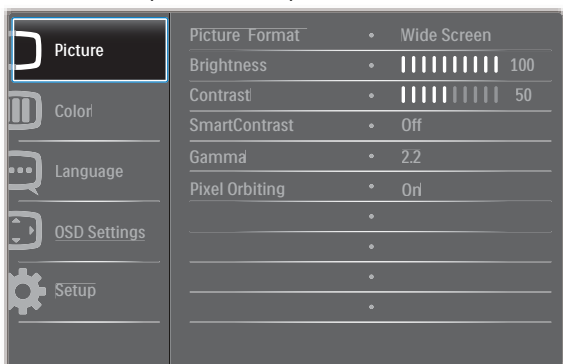 Picture
Color
Language
OSD Settings
Setup
Picture Format • Wide Screen
Brightness • 100
Contrast • 50
SmartContrast • Off
Gamma • 2.2
Pixel Orbiting • On
•
•
•
•